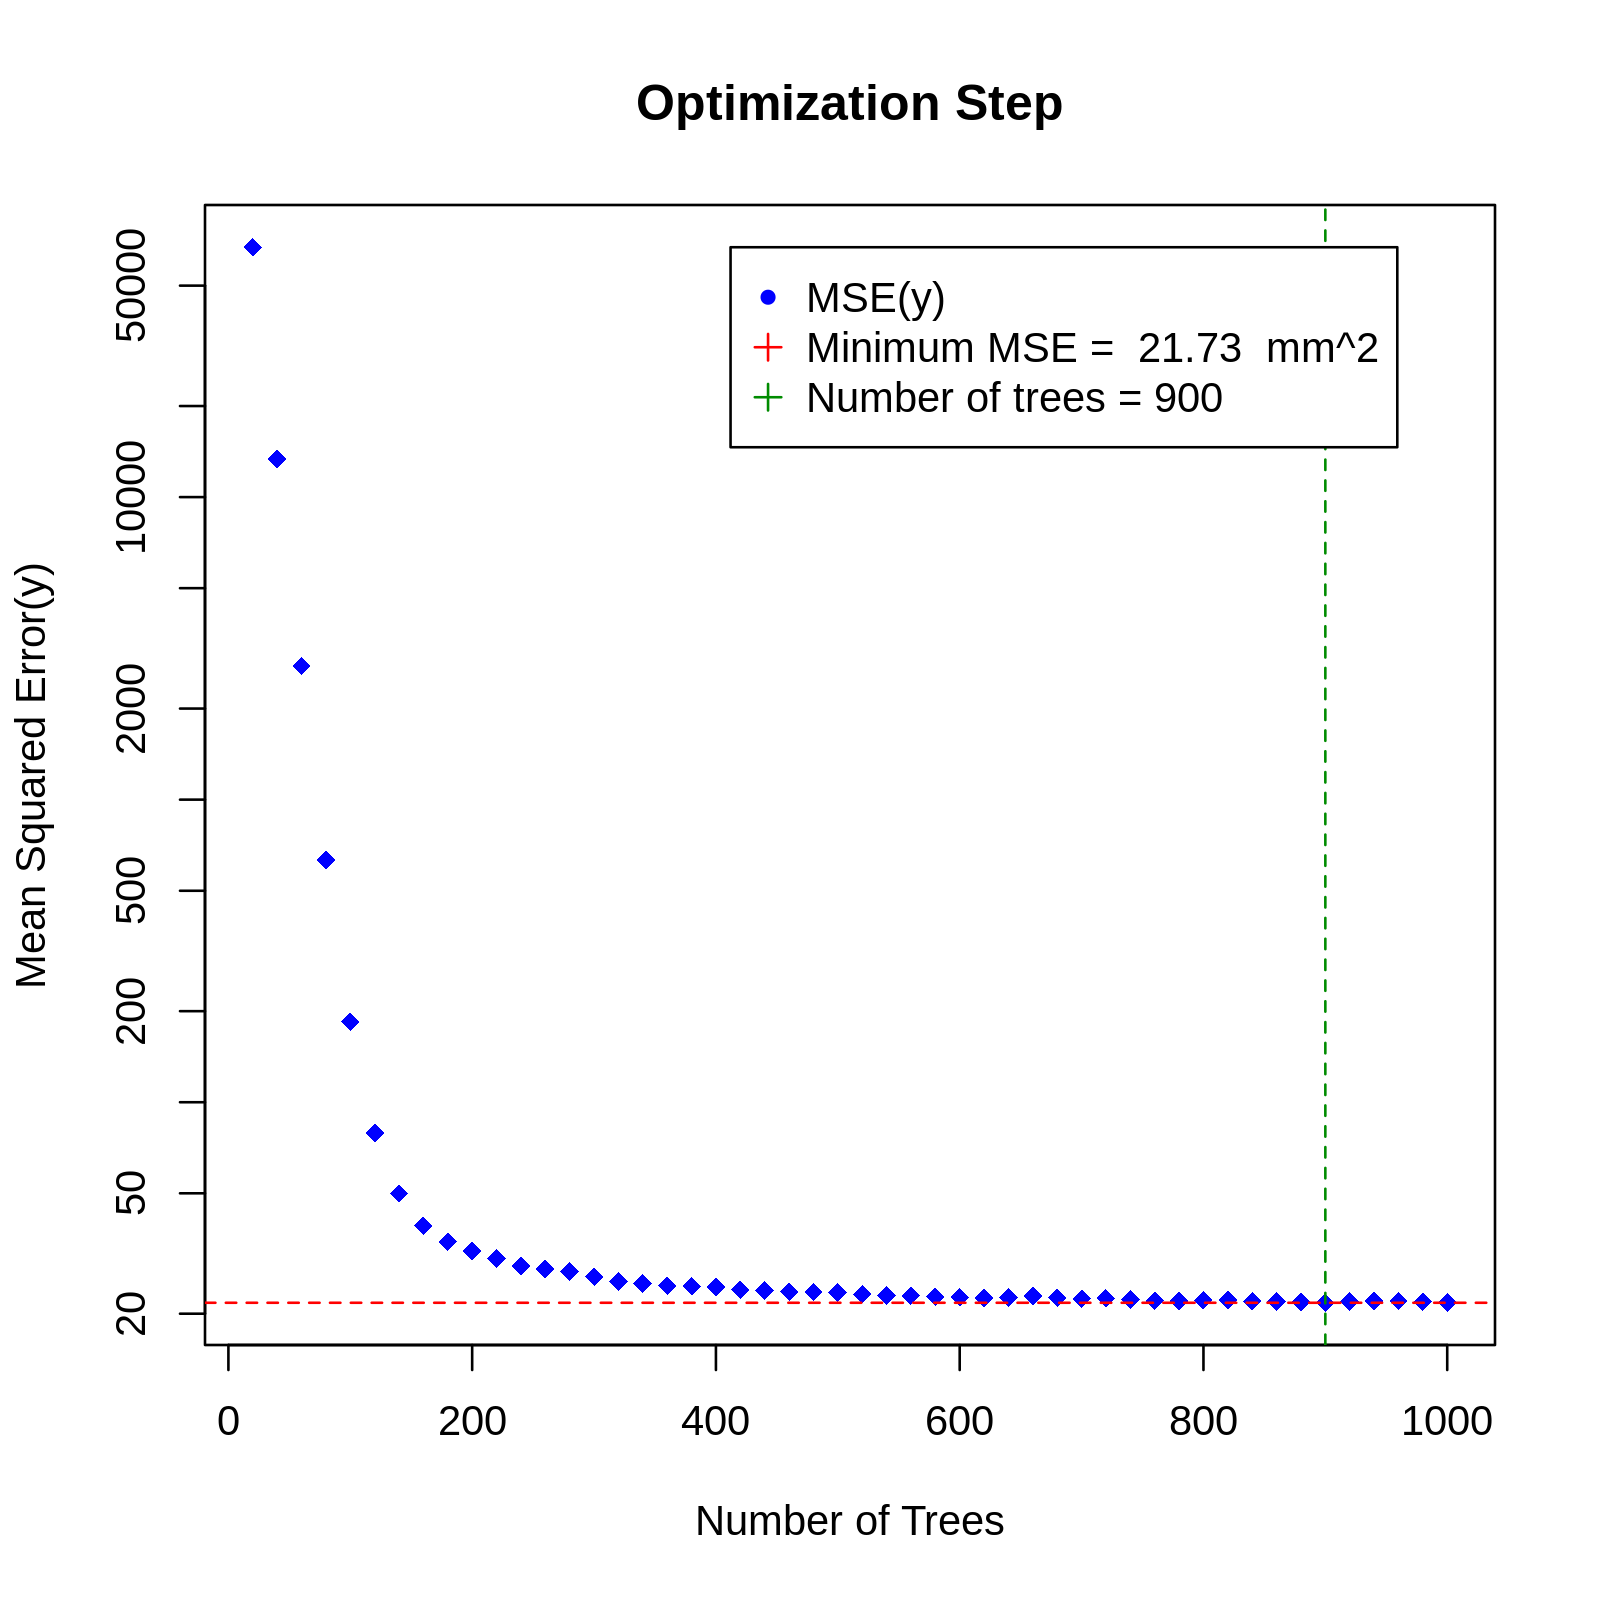 Optimization Step
MSE(y)
Minimum MSE =  21.73  mm^2
Number of trees = 900
Mean Squared Error(y)
50000
10000
2000
500
200
50
20
0 200 400 600 800 1000
Number of Trees